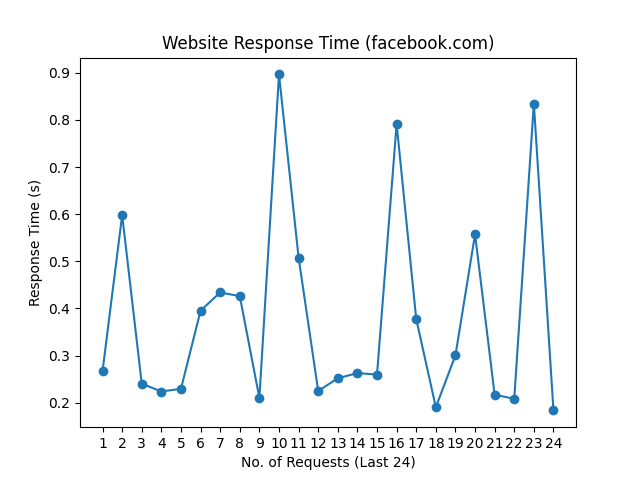 Website Response Time (facebook.com)
0.9
0.8
0.7
0.6
0.5
0.4
0.3
0.2
Response Time (s)
1 2 3 4 5 6 7 8 9 10 11 12 13 14 15 16 17 18 19 20 21 22 23 24
No. of Requests (Last 24)